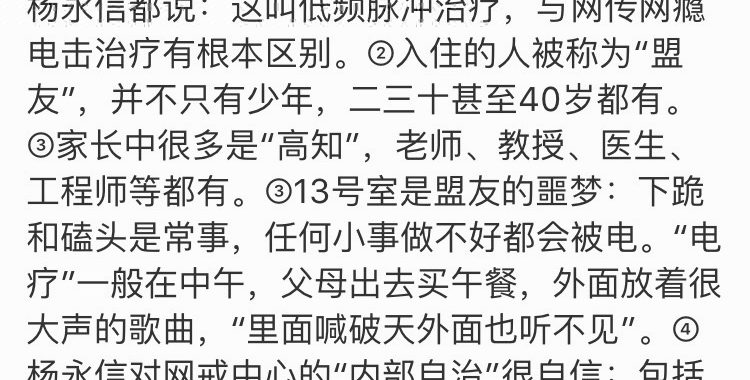 杨永信都说：这叫低频脉冲治疗，与网传网瘾
电击治疗有根本区别。②入住的人被称为“盟
友”，并不只有少年，二三十甚至40岁都有。
③家长中很多是“高知”，老师、教授、医生、
工程师等都有。③13号室是盟友的噩梦：下跪
和磕头是常事，任何小事做不好都会被电。“电
疗”一般在中午，父母出去买午餐，外面放着很
大声的歌曲，“里面喊破天外面也听不见”。④
杨永信对网戒中心的“内部自治”很自信：包括